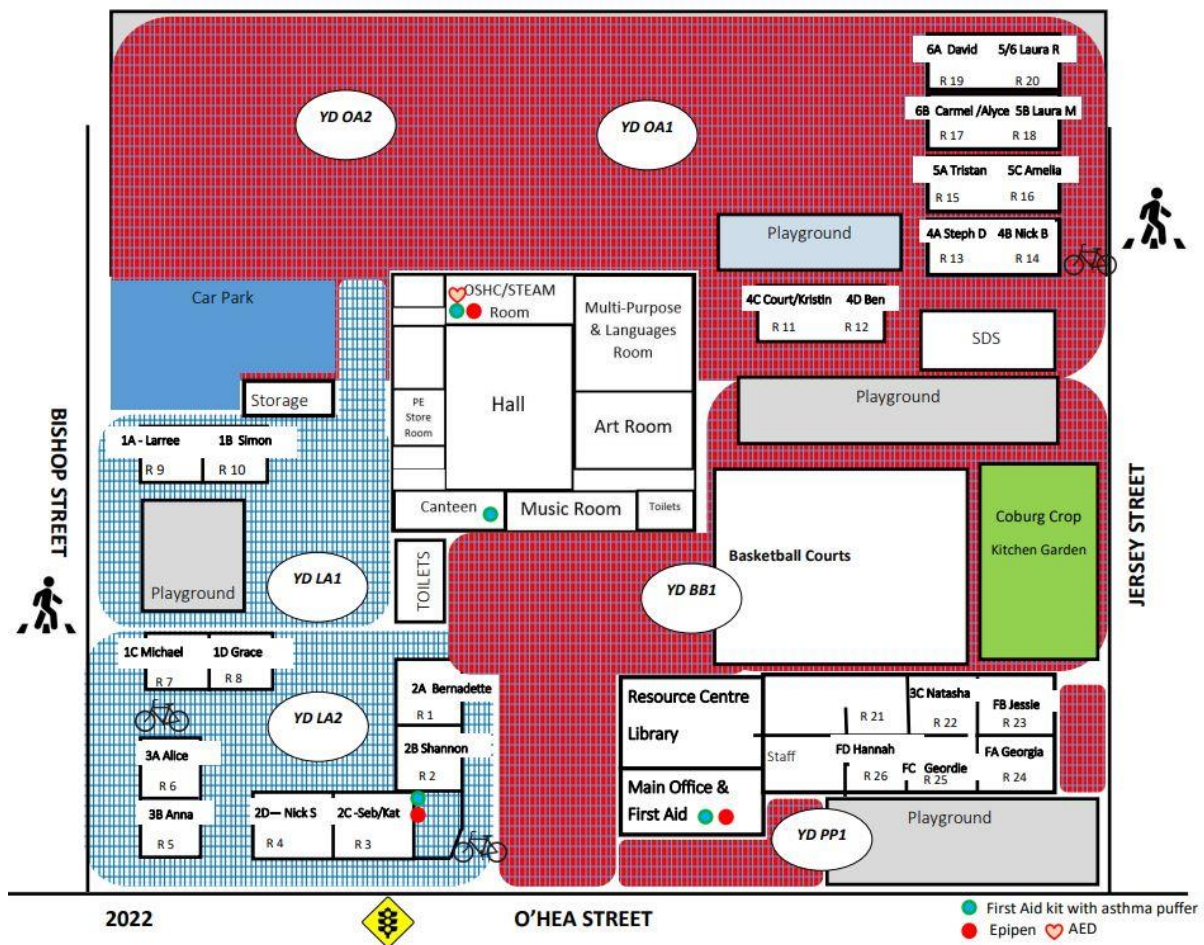 6A David 5/6 Laura R
R 19 R 20
YD OA2
YD OA1
6B Carmel /Alyce 5B Laura M
R 17 R 18
5A Tristan 5C Amelia
R 15 R 16
Playground
4A Steph D 4B Nick B
R 13 R 14
Car Park
OSHC/STEAM
Room
Multi-Purpose
& Languages
Room
4C Court/Kristin 4D Ben
R 11 R 12
SDS
Storage
PE
Store
Room
Hall
Art Room
Playground
1A - Larree 1B Simon
R 9 R 10
Canteen
Music Room
Toilets
Basketball Courts
Coburg Crop
Kitchen Garden
BISHOP STREET
JERSEY STREET
Playground
YD LA1
TOILETS
YD BB1
1C Michael 1D Grace
R 7 R 8
2A Bernadette
R 1
YD LA2
2B Shannon
R 2
3A Alice
R 6
3B Anna
R 5
2D— Nick S 2C -Seb/Kat
R 4 R 3
Resource Centre
Library
Main Office &
First Aid
Staff
R 21
3C Natasha
R 22
FB Jessie
R 23
FD Hannah
R 26
FC Geordie
R 25
FA Georgia
R 24
YD PP1
Playground
2022
O'HEA STREET
First Aid kit with asthma puffer
Epipen AED